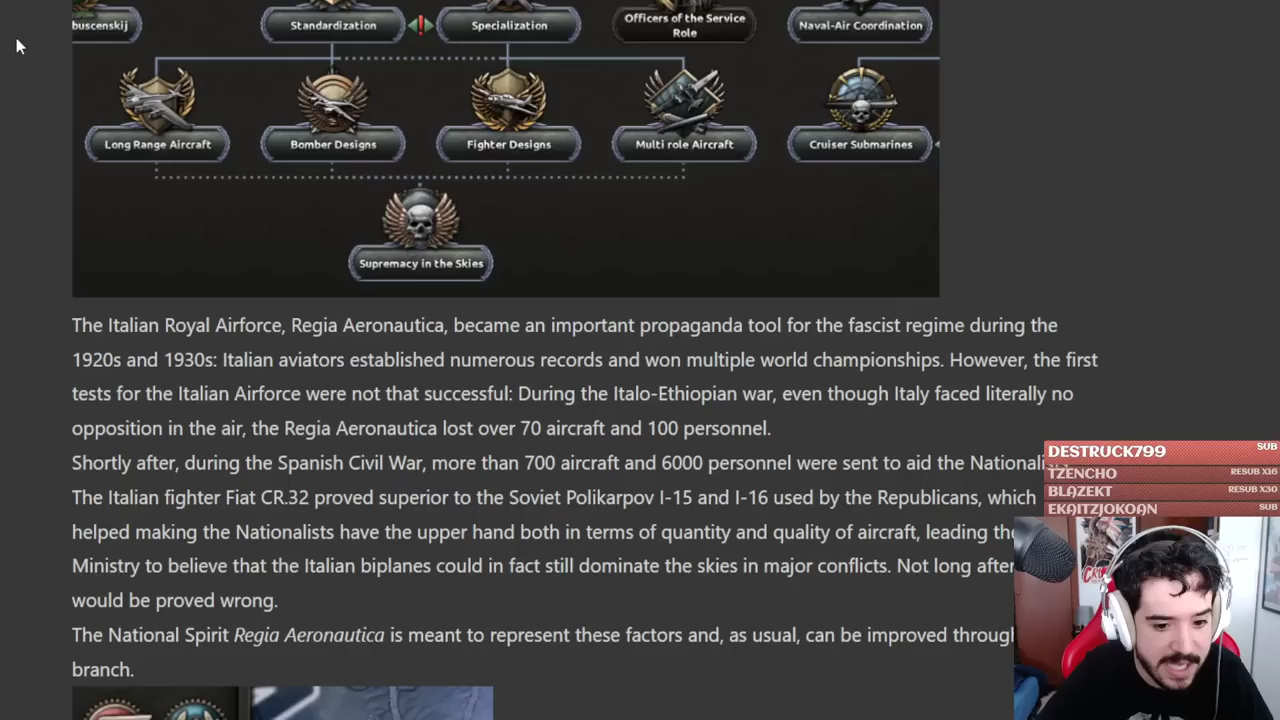 buscenskij
Standardization
Specialization
Officers of the Service
Role
Naval-Air Coordination
Long Range Aircraft
Bomber Designs
Fighter Designs
Multi role Aircraft
Cruiser Submarines
Supremacy in the Skies
The Italian Royal Airforce, Regia Aeronautica, became an important propaganda tool for the fascist regime during the
1920s and 1930s: Italian aviators established numerous records and won multiple world championships. However, the first
tests for the Italian Airforce were not that successful: During the Italo-Ethiopian war, even though Italy faced literally no
opposition in the air, the Regia Aeronautica lost over 70 aircraft and 100 personnel.
Shortly after, during the Spanish Civil War, more than 700 aircraft and 6000 personnel were sent to aid the
The Italian fighter Fiat CR.32 proved superior to the Soviet Polikarpov I-15 and I-16 used by the Republicans, which
helped making the Nationalists have the upper hand both in terms of quantity and quality of aircraft, leading the
Ministry to believe that the Italian biplanes could in fact still dominate the skies in major conflicts. Not long after
would be proved wrong.
The National Spirit Regia Aeronautica is meant to represent these factors and, as usual, can be improved through
branch.
DESTRUCK799 SUB
TZENCHO RESUB X16
BLAZEKT RESUB X30
EKAITZJOKOAN SUB